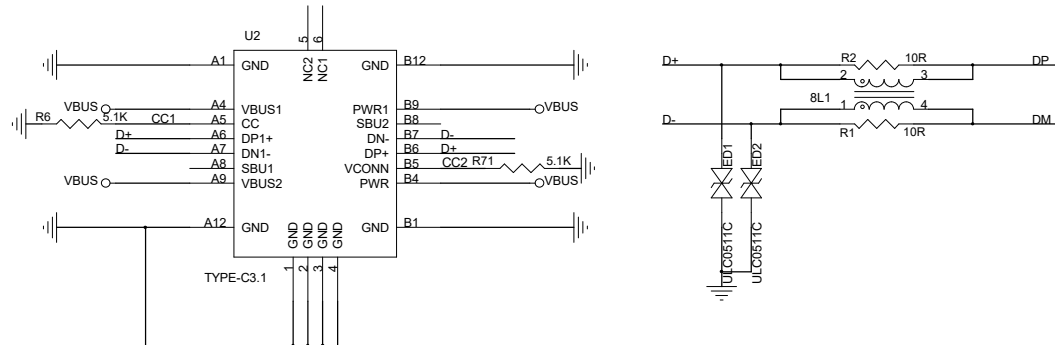 U2
5
6
NC2
NC1
A1
GND
GND
B12
VBUS
A4
VBUS1
PWR1
B9
VBUS
R6
5.1K
CC1
A5
CC
SBU2
B8
D+
A6
DP1+
DN-
B7
D-
D-
A7
DN1-
DP+
B6
D+
A8
SBU1
VCONN
B5
CC2
R71
5.1K
VBUS
A9
VBUS2
PWR
B4
VBUS
A12
GND
GND
B1
GND
GND
GND
GND
1
2
3
4
TYPE-C3.1
D+
R2
10R
DP
2
3
8L1
1
4
D-
R1
10R
DM
ED1
ED2
ULC0511C
ULC0511C